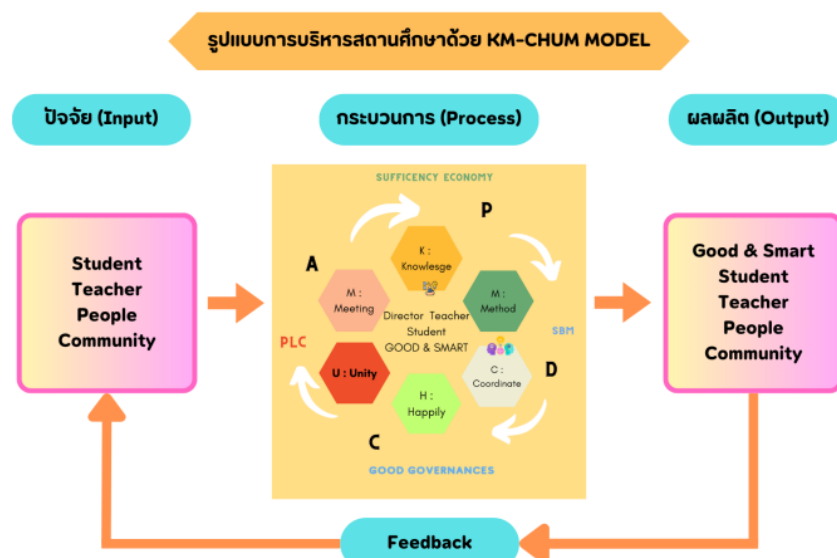 รูปแบบการบริหารสถานศึกษาด้วย KM-CHUM MODEL
ปัจจัย (Input)
กระบวนการ (Process)
ผลผลิต (Output)
SUFFICENCY ECONOMY
P
A
K :
Knowlesge
M :
Meeting
M :
Method
Director Teacher
Student
GOOD & SMART
PLC
SBM
U : Unity
C :
Coordinate
H :
Happily
D
C
GOOD GOVERNANCES
Student
Teacher
People
Community
Good & Smart
Student
Teacher
People
Community
Feedback